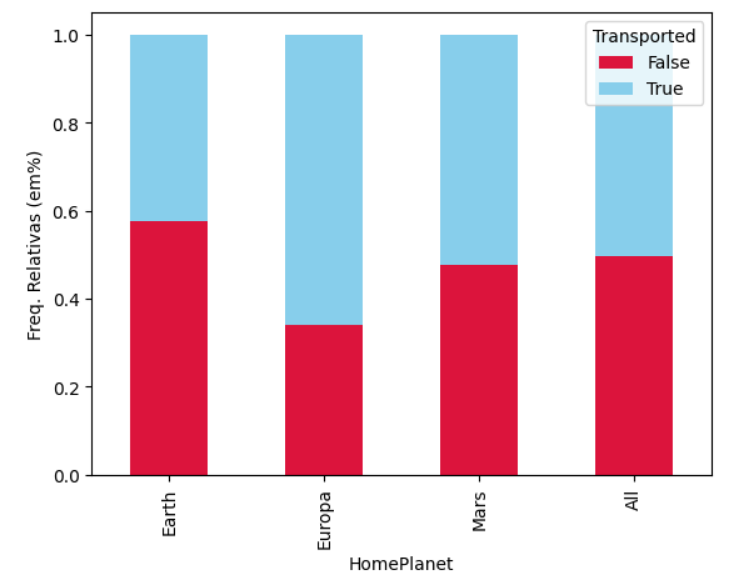 Transported
False
True
1.0
0.8
0.6
0.4
0.2
0.0
Freq. Relativas (em%)
Earth
Europa
Mars
All
HomePlanet